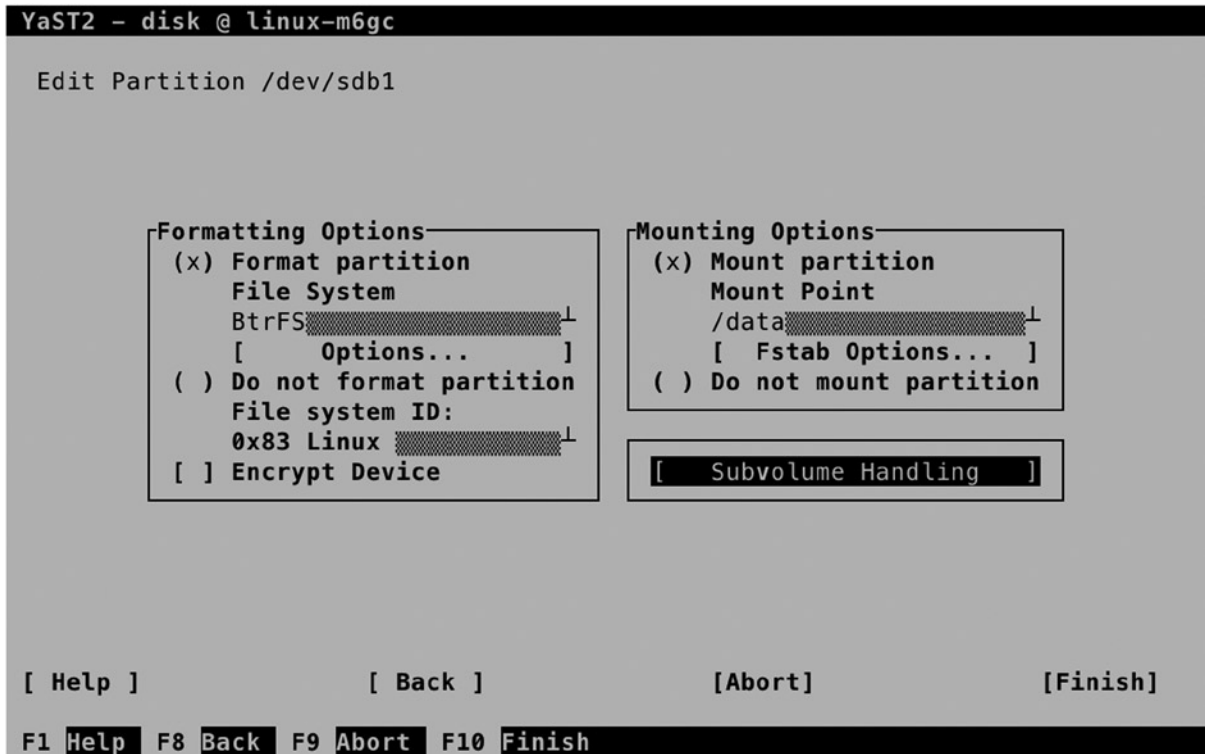 YaST2 – disk @ linux–m6gc
Edit Partition /dev/sdb1
Formatting Options
(x) Format partition
File System
BtrFS
[ Options... ]
( ) Do not format partition
File system ID:
0x83 Linux
[ ] Encrypt Device
Mounting Options
(x) Mount partition
Mount Point
/data
[ Fstab Options... ]
( ) Do not mount partition
[ Subvolume Handling ]
[ Help ] [ Back ] [Abort] [Finish]
F1 Help F8 Back F9 Abort F10 Finish